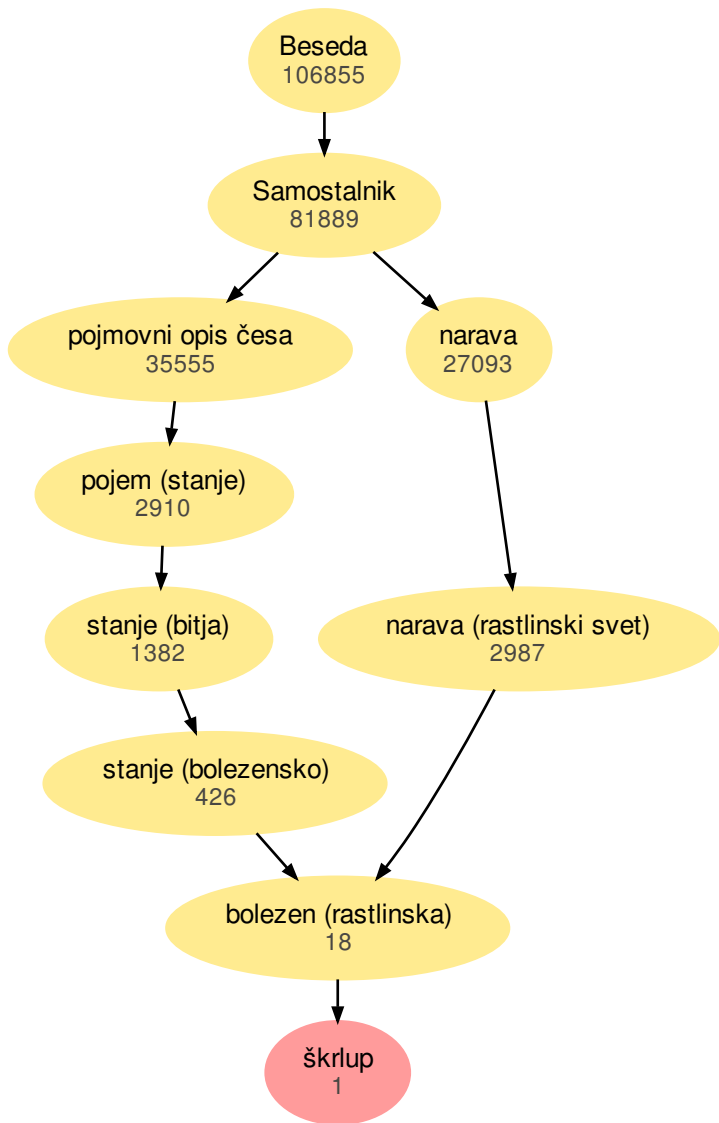 Beseda
106855
Samostalnik
81889
pojmovni opis česa
35555
narava
27093
pojem (stanje)
2910
stanje (bitja)
1382
narava (rastlinski svet)
2987
stanje (bolezensko)
426
bolezen (rastlinska)
18
škrlup
1